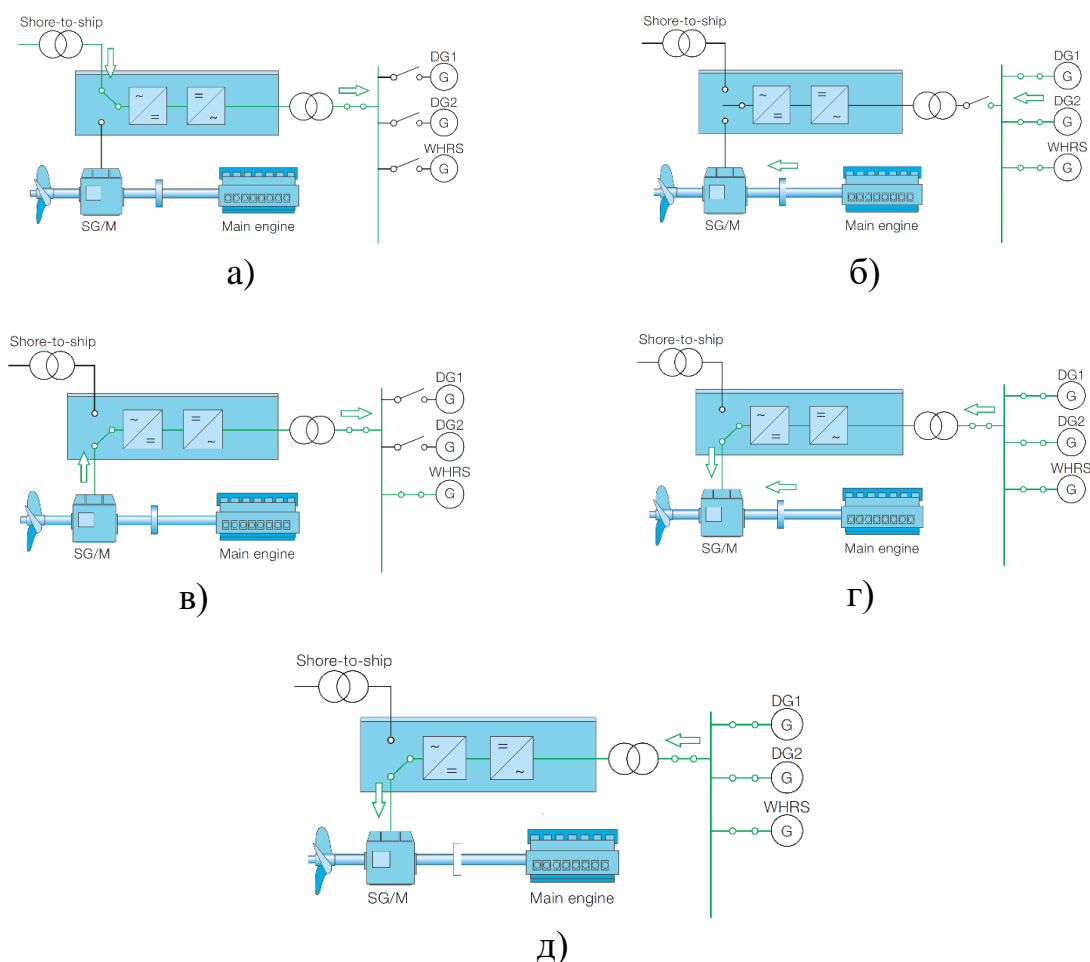 Shore-to-ship
DG1
G
DG2
G
WHRS
G
~
=
=
~
SG/M
Main engine
а)
Shore-to-ship
DG1
G
DG2
G
WHRS
G
~
=
=
~
SG/M
Main engine
б)
Shore-to-ship
DG1
G
DG2
G
WHRS
G
~
=
=
~
SG/M
Main engine
в)
Shore-to-ship
DG1
G
DG2
G
WHRS
G
~
=
=
~
SG/M
Main engine
г)
Shore-to-ship
DG1
G
DG2
G
WHRS
G
~
=
=
~
SG/M
Main engine
д)